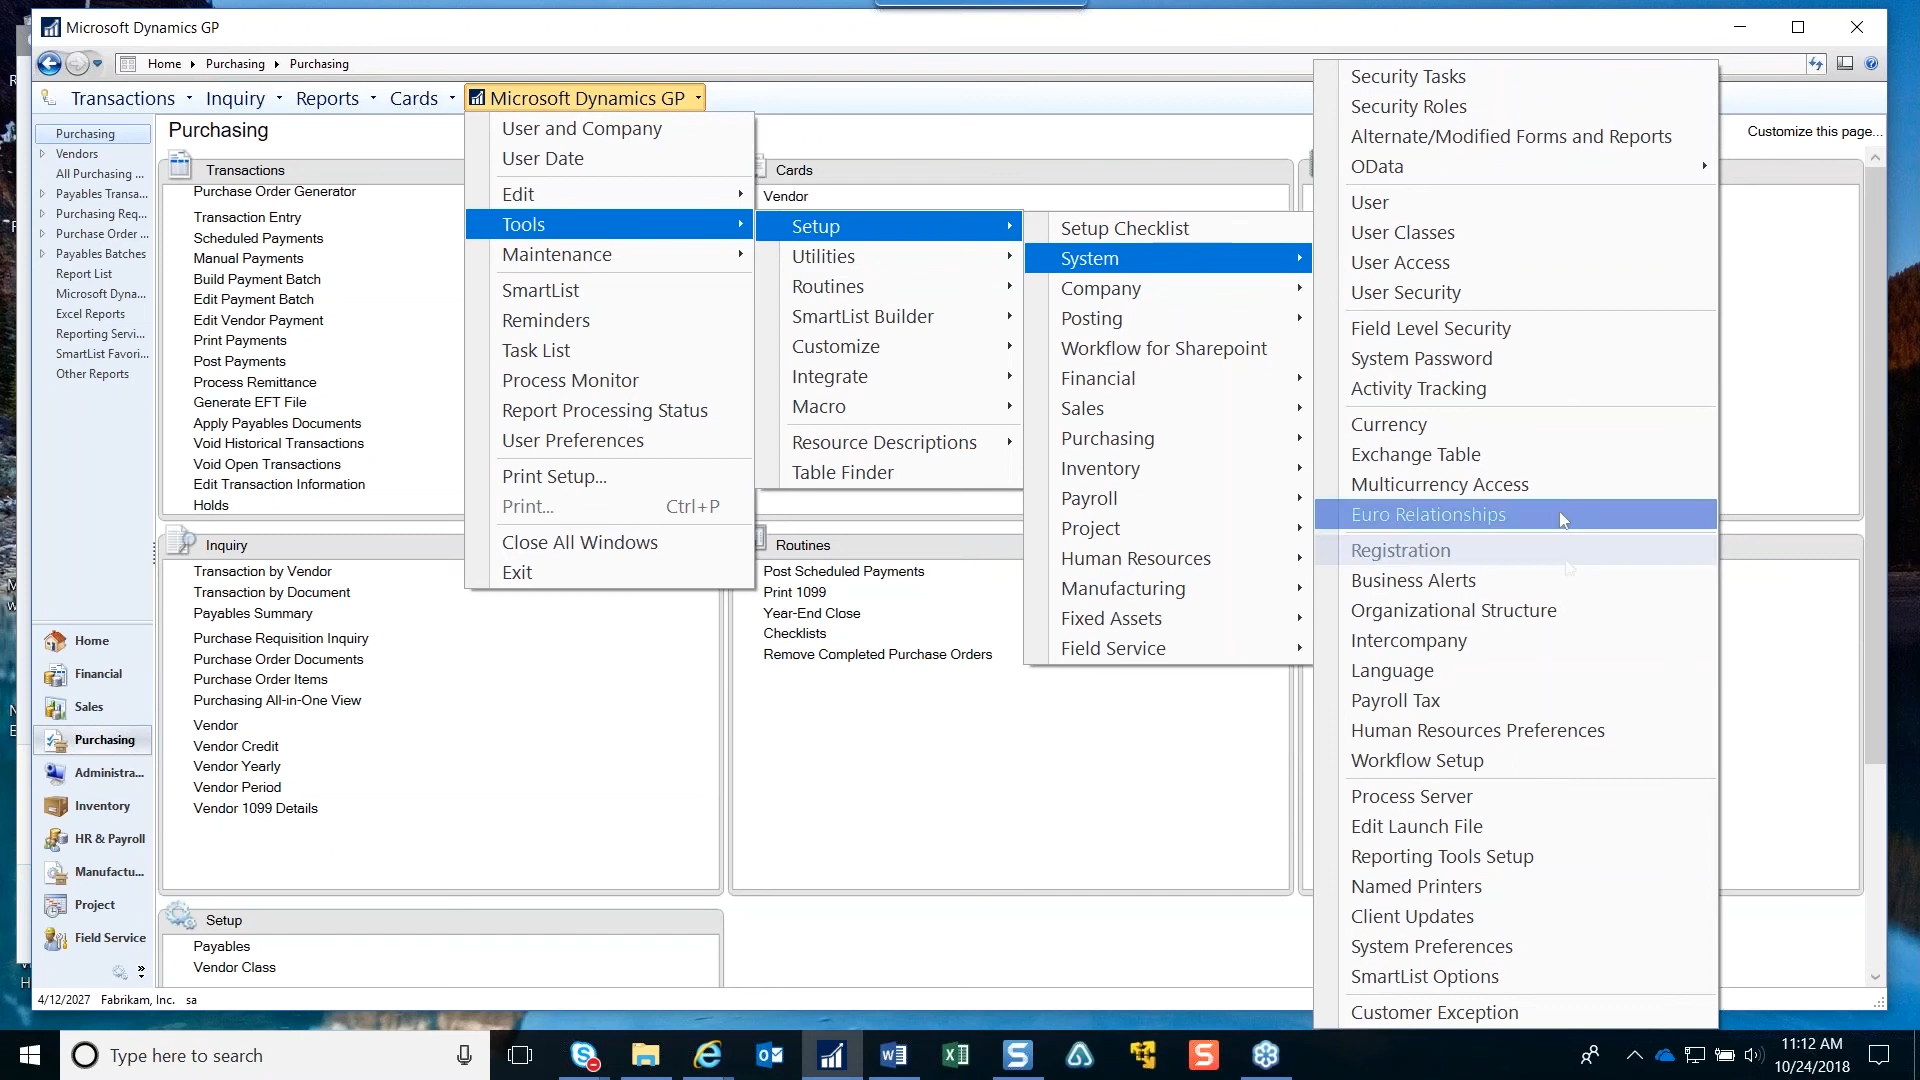 Microsoft Dynamics GP
Home
Purchasing
Purchasing
Transactions
Inquiry
Reports
Cards
Microsoft Dynamics GP
Purchasing
Vendors
All Purchasing ...
Payables Transa...
Purchasing Req...
Purchase Order ...
Payables Batches
Report List
Microsoft Dyna...
Excel Reports
Reporting Servi...
SmartList Favori...
Other Reports
Home
Financial
Sales
Purchasing
Administra...
Inventory
HR & Payroll
Manufactu...
Project
Field Service
Purchasing
Customize this page...
Transactions
Purchase Order Generator
Transaction Entry
Scheduled Payments
Manual Payments
Build Payment Batch
Edit Payment Batch
Edit Vendor Payment
Print Payments
Post Payments
Process Remittance
Generate EFT File
Apply Payables Documents
Void Historical Transactions
Void Open Transactions
Edit Transaction Information
Holds
Inquiry
Transaction by Vendor
Transaction by Document
Payables Summary
Purchase Requisition Inquiry
Purchase Order Documents
Purchase Order Items
Purchasing All-in-One View
Vendor
Vendor Credit
Vendor Yearly
Vendor Period
Vendor 1099 Details
Setup
Payables
Vendor Class
Cards
Vendor
Routines
Post Scheduled Payments
Print 1099
Year-End Close
Checklists
Remove Completed Purchase Orders
User and Company
User Date
Edit
Tools
Maintenance
SmartList
Reminders
Task List
Process Monitor
Report Processing Status
User Preferences
Print Setup...
Print... Ctrl+P
Close All Windows
Exit
Setup
Utilities
Routines
SmartList Builder
Customize
Integrate
Macro
Resource Descriptions
Table Finder
Setup Checklist
System
Company
Posting
Workflow for Sharepoint
Financial
Sales
Purchasing
Inventory
Payroll
Project
Human Resources
Manufacturing
Fixed Assets
Field Service
Security Tasks
Security Roles
Alternate/Modified Forms and Reports
OData
User
User Classes
User Access
User Security
Field Level Security
System Password
Activity Tracking
Currency
Exchange Table
Multicurrency Access
Euro Relationships
Registration
Business Alerts
Organizational Structure
Intercompany
Language
Payroll Tax
Human Resources Preferences
Workflow Setup
Process Server
Edit Launch File
Reporting Tools Setup
Named Printers
Client Updates
System Preferences
SmartList Options
Customer Exception
4/12/2027 Fabrikam, Inc. sa
Type here to search
11:12 AM
10/24/2018